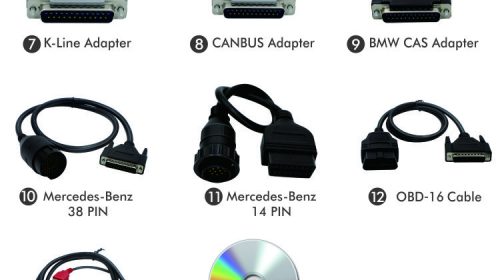 7 K-Line Adapter
8 CANBUS Adapter
9 BMW CAS Adapter
10 Mercedes-Benz
38 PIN
11 Mercedes-Benz
14 PIN
12 OBD-16 Cable